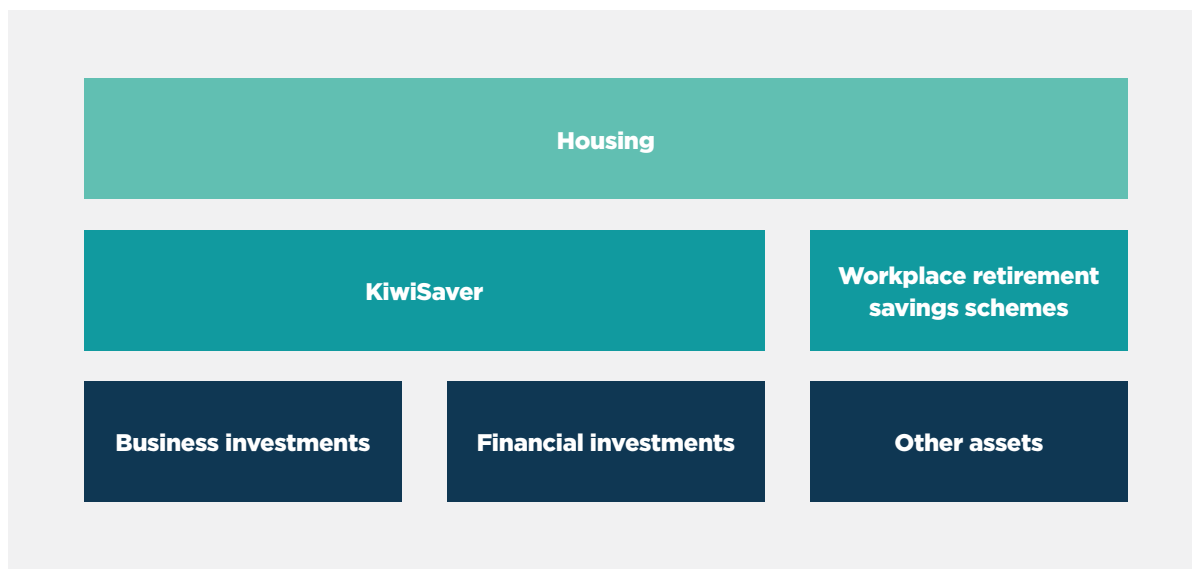 Housing
KiwiSaver
Workplace retirement
savings schemes
Business investments
Financial investments
Other assets